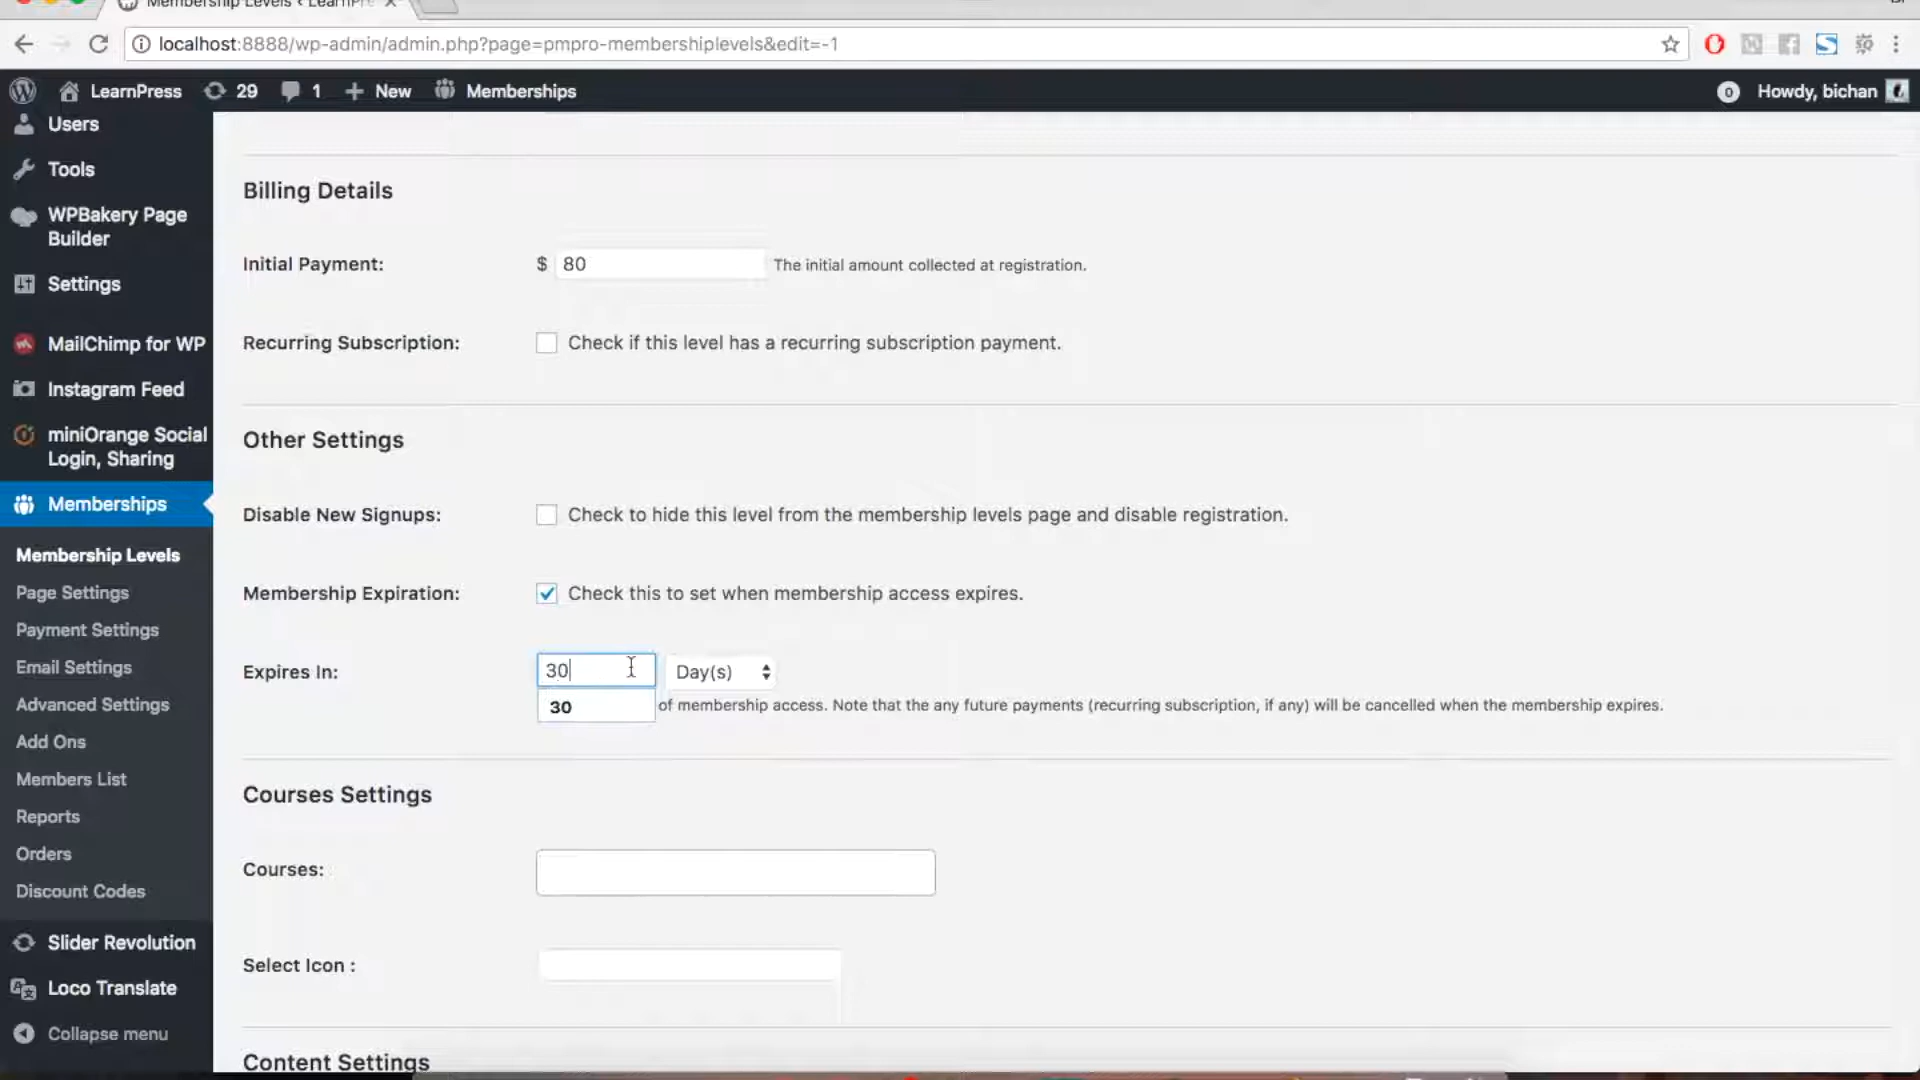 Membership Levels ‹ LearnPre
localhost:8888/wp-admin/admin.php?page=pmpro-membershiplevels&edit=-1
LearnPress 29 1 New Memberships 0 Howdy, bichan
Users
Tools
WPBakery Page
Builder
Settings
MailChimp for WP
Instagram Feed
miniOrange Social
Login, Sharing
Memberships
Membership Levels
Page Settings
Payment Settings
Email Settings
Advanced Settings
Add Ons
Members List
Reports
Orders
Discount Codes
Slider Revolution
Loco Translate
Collapse menu
Billing Details
Initial Payment: $ 80 The initial amount collected at registration.
Recurring Subscription: Check if this level has a recurring subscription payment.
Other Settings
Disable New Signups: Check to hide this level from the membership levels page and disable registration.
Membership Expiration: Check this to set when membership access expires.
Expires In: 30 Day(s)
30 of membership access. Note that the any future payments (recurring subscription, if any) will be cancelled when the membership expires.
Courses Settings
Courses:
Select Icon :
Content Settings